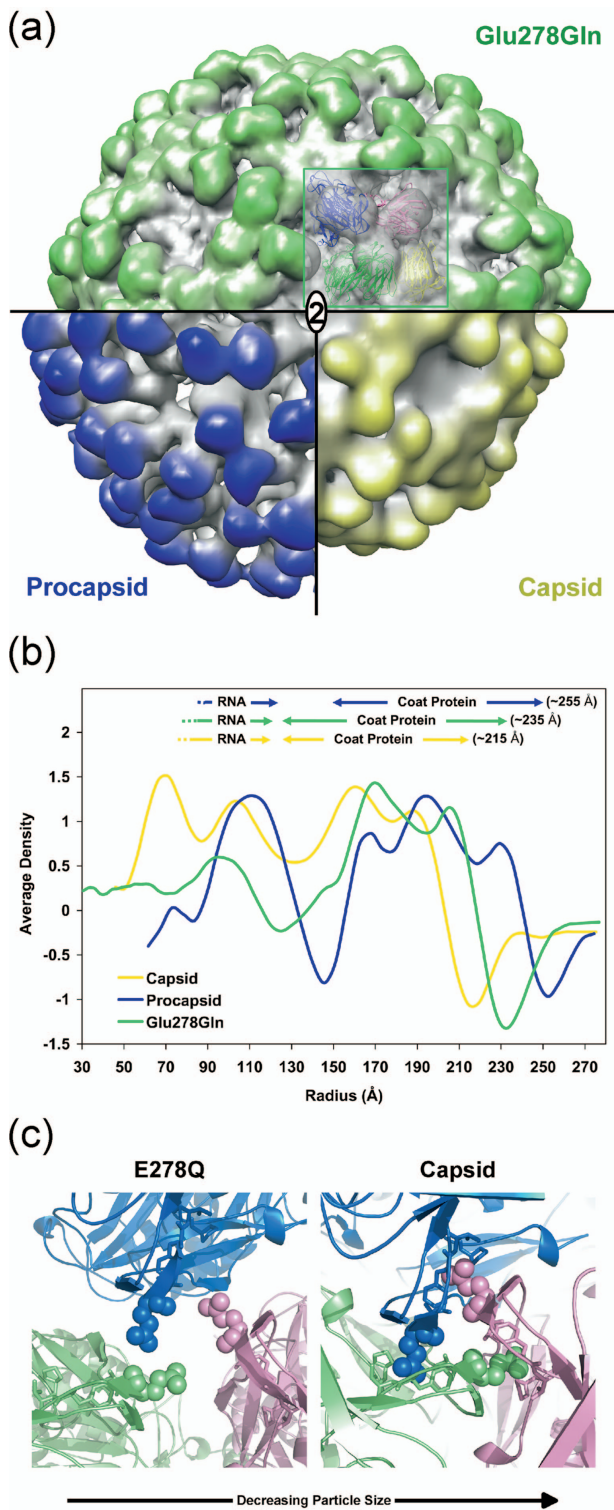 (a)
Glu278Gln
2
Procapsid
Capsid
(b)
RNA Coat Protein (~255 Å)
RNA Coat Protein (~235 Å)
RNA Coat Protein (~215 Å)
2
1.5
1
0.5
0
-0.5
-1
-1.5
Average Density
Capsid
Procapsid
Glu278Gln
30 50 70 90 110 130 150 170 190 210 230 250 270
Radius (Å)
(c)
E278Q Capsid
Decreasing Particle Size